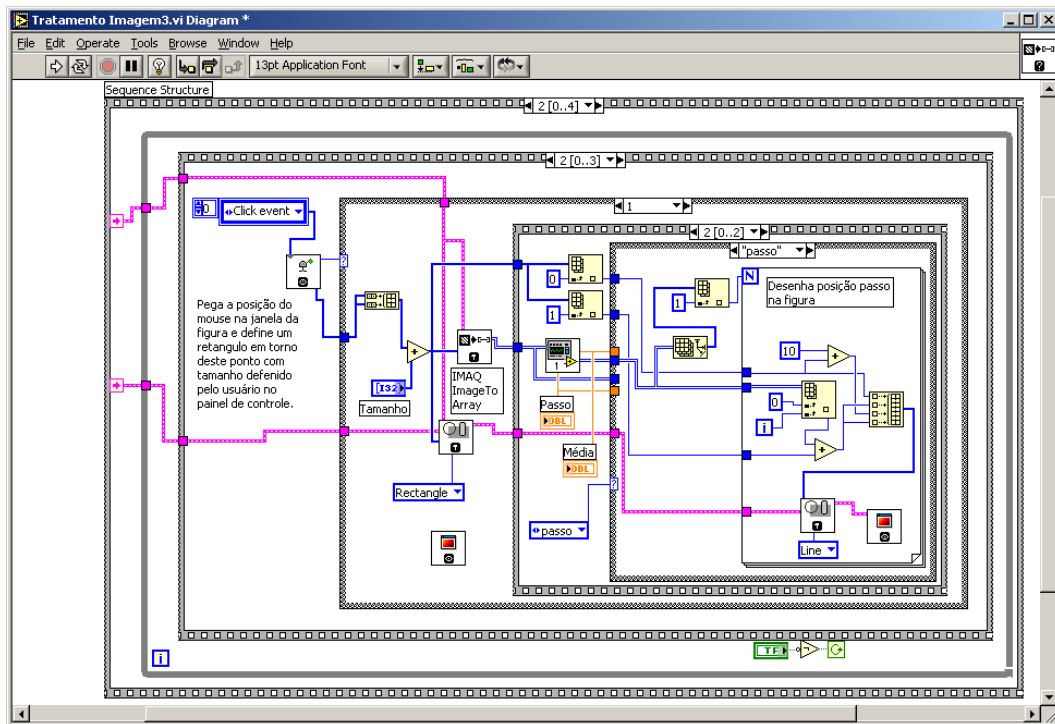 Tratamento Imagem3.vi Diagram *
File Edit Operate Tools Browse Window Help
13pt Application Font
Sequence Structure
2 [0..4]
2 [0..3]
0
Click event
1
2 [0..2]
"passo"
N
Desenha posição passo
na figura
0
1
1
Pega a posição do
mouse na janela da
figura e define um
retangulo em torno
deste ponto com
tamanho defenido
pelo usuário no
painel de controle.
10
1
I32
Tamanho
IMAQ
ImageTo
Array
Passo
DBL
0
i
Média
DBL
Rectangle
passo
Line
i
TF